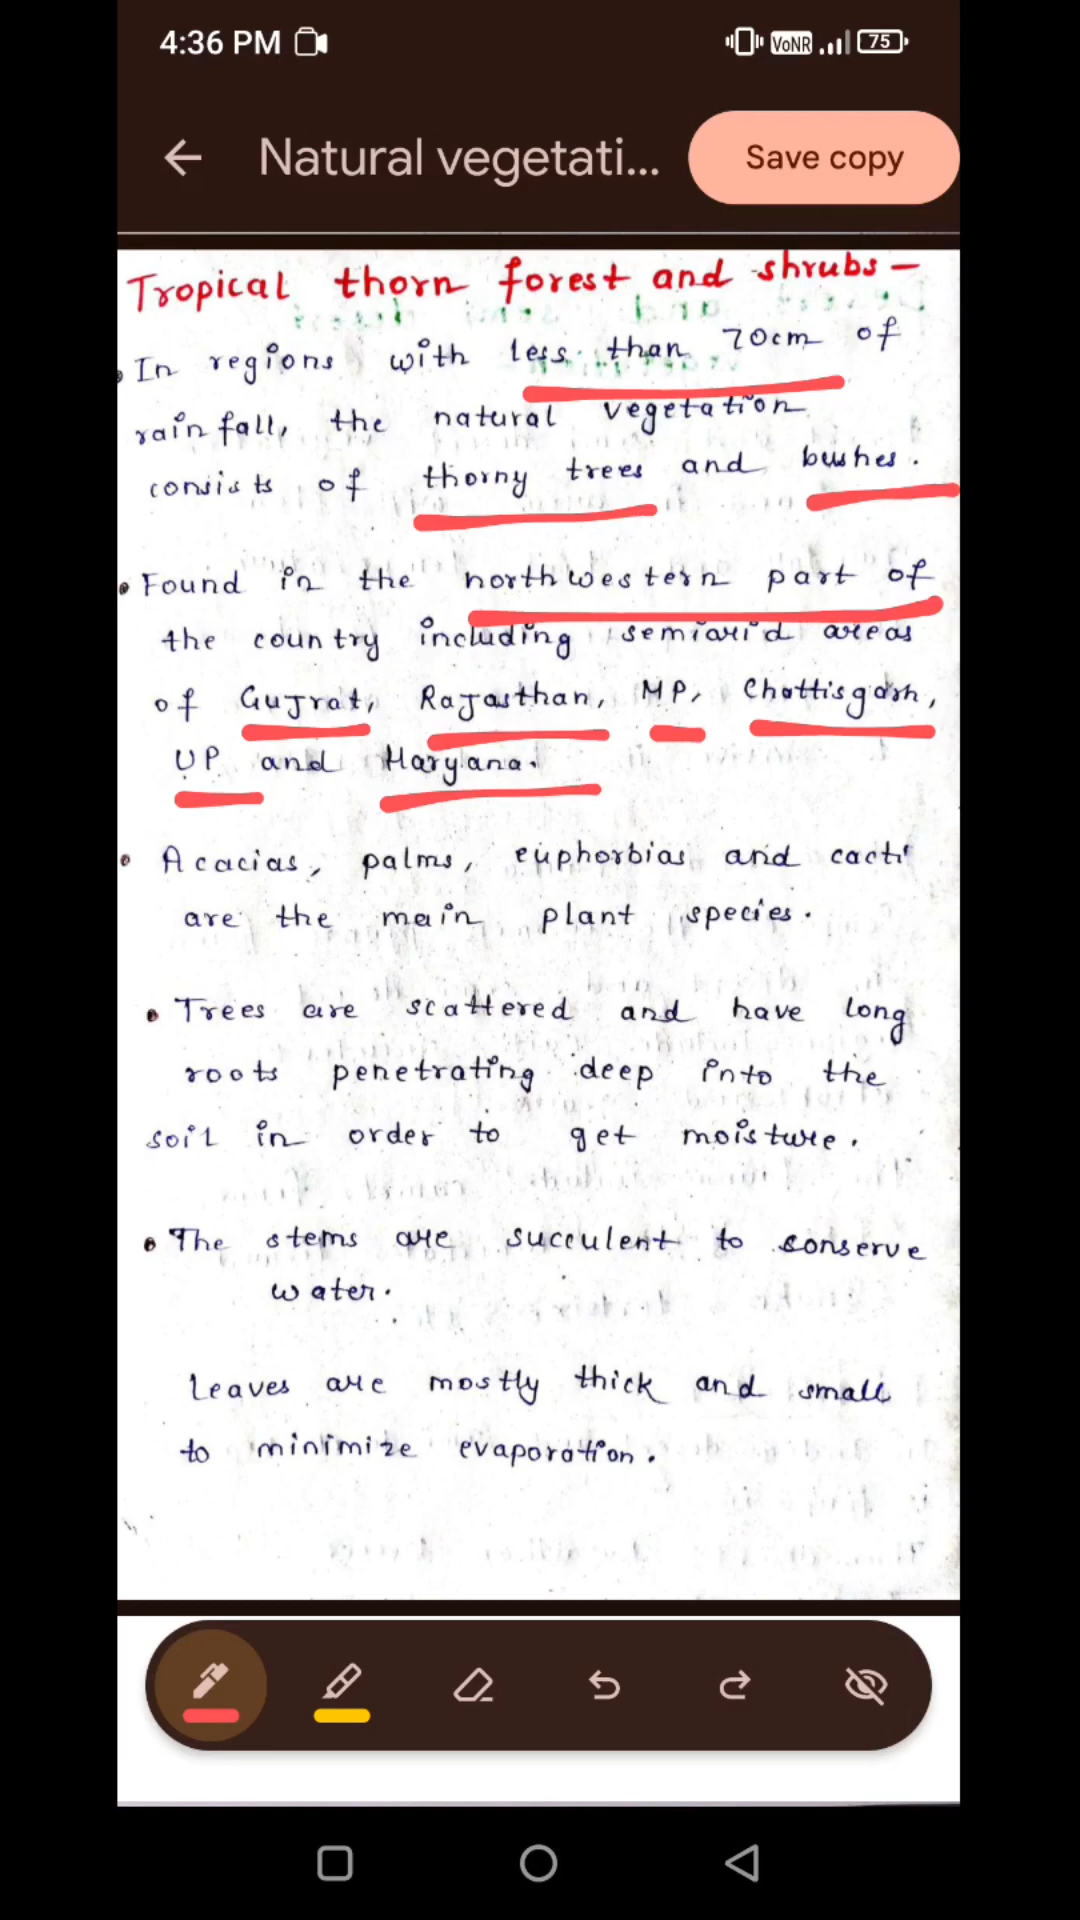 4:36 PM
VoNR
75
Natural vegetati...
Save copy
Tropical thorn forest and shrubs -
In regions with less than 70cm of
rainfall, the natural vegetation
consists of thorny trees and bushes.
• Found in the northwestern part of
the country including semiarid areas
of Gujrat, Rajasthan, MP, Chattisgarh,
UP and Haryana.
• Acacias, palms, euphorbias and cacti
are the main plant species.
• Trees are scattered and have long
roots penetrating deep into the
soil in order to get moisture.
• The stems are succulent to conserve
water.
Leaves are mostly thick and small
to minimize evaporation.